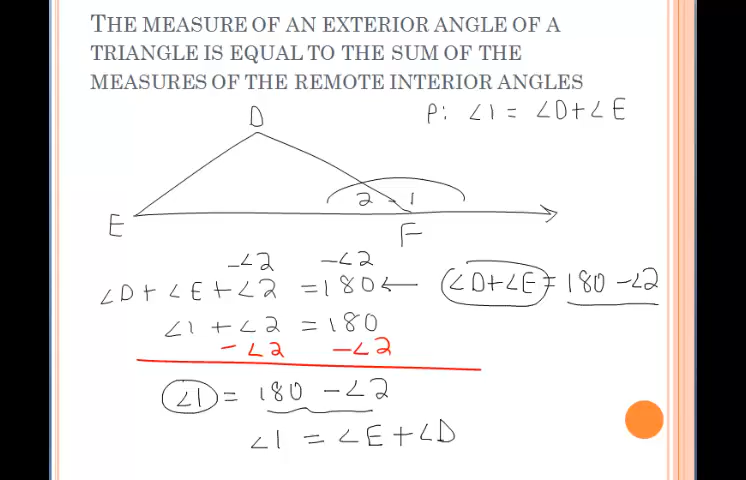 THE MEASURE OF AN EXTERIOR ANGLE OF A
TRIANGLE IS EQUAL TO THE SUM OF THE
MEASURES OF THE REMOTE INTERIOR ANGLES
P: ∠1 = ∠D+∠E
D
2 1
E
F
-∠2 -∠2
∠D + ∠E + ∠2 = 180 ← ∠D+∠E = 180 -∠2
∠1 + ∠2 = 180
-∠2 -∠2
∠1 = 180 -∠2
∠1 = ∠E +∠D